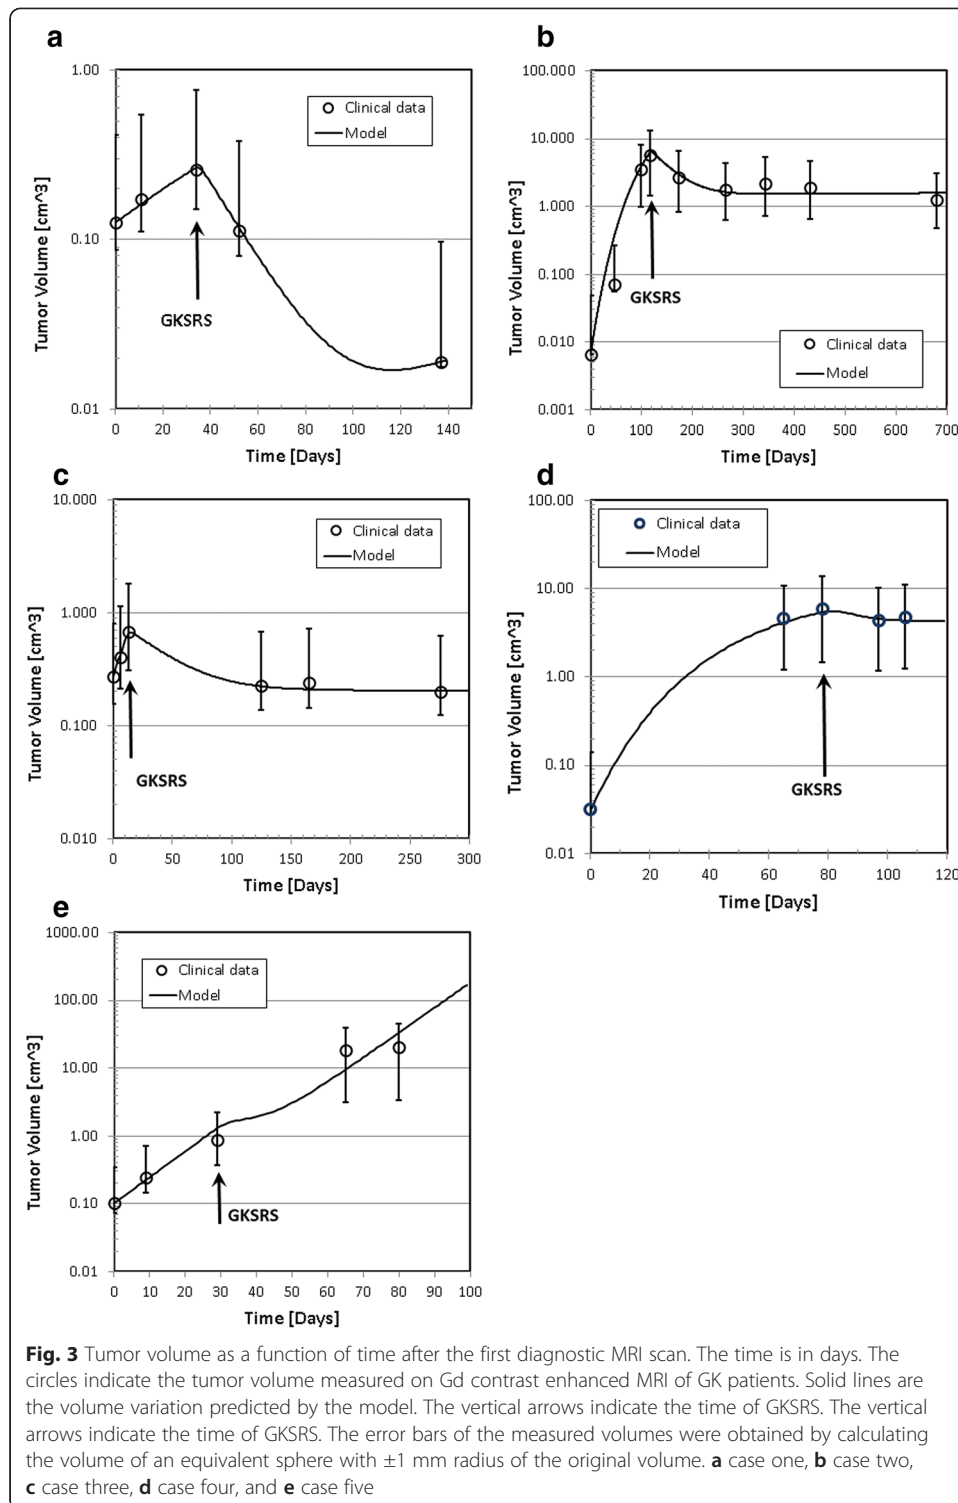 a
1.00
0.10
0.01
Tumor Volume [cm^3]
Clinical data
Model
GKSRS
0 20 40 60 80 100 120 140
Time [Days]
b
100.000
10.000
1.000
0.100
0.010
0.001
Tumor Volume [cm^3]
GKSRS
Clinical data
Model
0 100 200 300 400 500 600 700
Time [Days]
c
10.000
1.000
0.100
0.010
Tumor Volume [cm^3]
Clinical data
Model
GKSRS
0 50 100 150 200 250 300
Time [Days]
d
100.00
10.00
1.00
0.10
0.01
Tumor Volume [cm^3]
Clinical data
Model
GKSRS
0 20 40 60 80 100 120
Time [Days]
e
1000.00
100.00
10.00
1.00
0.10
0.01
Tumor Volume [cm^3]
Clinical data
Model
GKSRS
0 10 20 30 40 50 60 70 80 90 100
Time [Days]
Fig. 3 Tumor volume as a function of time after the first diagnostic MRI scan. The time is in days. The
circles indicate the tumor volume measured on Gd contrast enhanced MRI of GK patients. Solid lines are
the volume variation predicted by the model. The vertical arrows indicate the time of GKSRS. The vertical
arrows indicate the time of GKSRS. The error bars of the measured volumes were obtained by calculating
the volume of an equivalent sphere with ±1 mm radius of the original volume. a case one, b case two,
c case three, d case four, and e case five